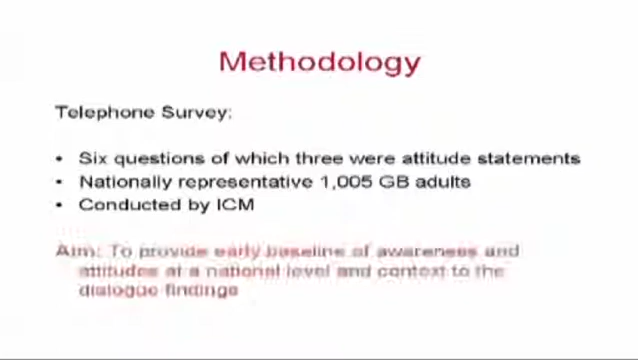 Methodology
Telephone Survey:
• Six questions of which three were attitude statements
• Nationally representative 1,005 GB adults
• Conducted by ICM
Aim: To provide early baseline of awareness and
attitudes at a national level and context to the
dialogue findings